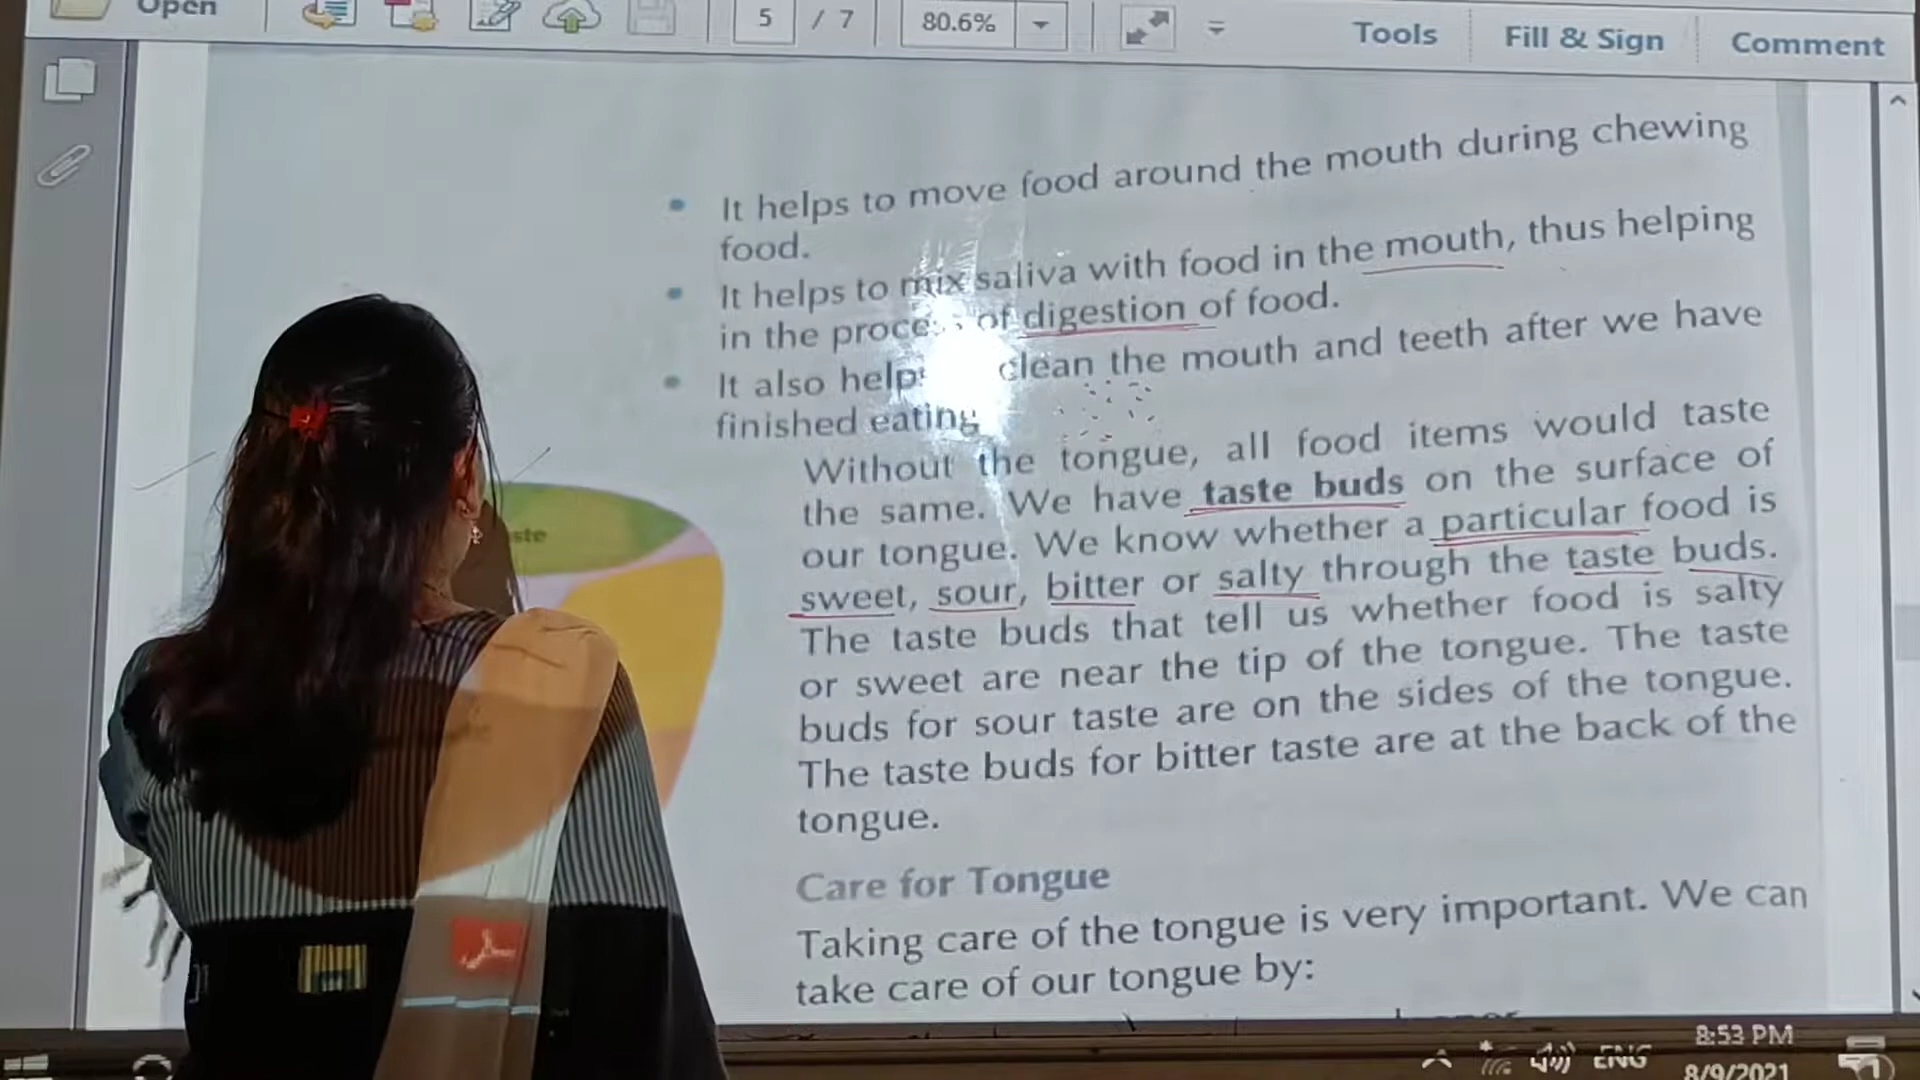 Open
5 / 7
80.6%
Tools
Fill & Sign
Comment
• It helps to move food around the mouth during chewing
food.
• It helps to mix saliva with food in the mouth, thus helping
in the of digestion of food.
• It also clean the mouth and teeth after we have
finished eating
Without the tongue, all food items would taste
the same. We have taste buds on the surface of
our tongue. We know whether a particular food is
sweet, sour, bitter or salty through the taste buds.
The taste buds that tell us whether food is salty
or sweet are near the tip of the tongue. The taste
buds for sour taste are on the sides of the tongue.
The taste buds for bitter taste are at the back of the
tongue.
Care for Tongue
Taking care of the tongue is very important. We can
take care of our tongue by:
ENG
8:53 PM
8/9/2021